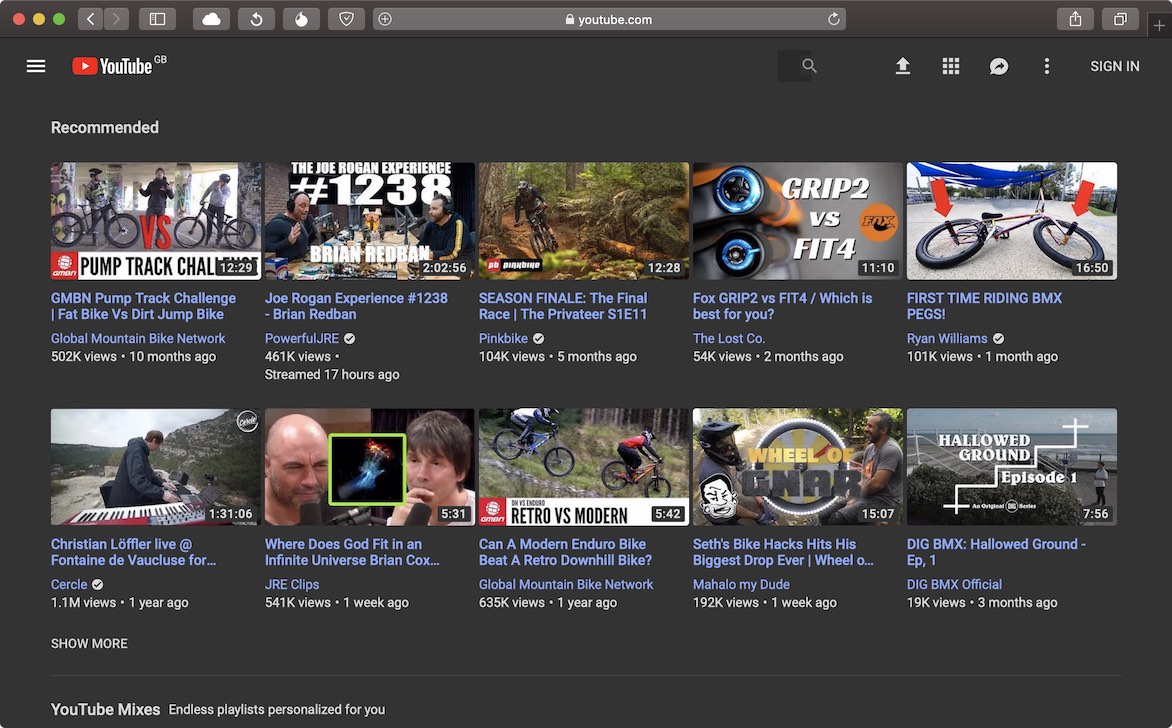 youtube.com
YouTube GB
SIGN IN
Recommended
VS
GMBN
PUMP TRACK CHAL
12:29
THE JOE ROGAN EXPERIENCE
#1238
BRIAN REDBAN
2:02:56
pb pinkbike
12:28
GRIP2
VS
FIT4
FOX
11:10
16:50
GMBN Pump Track Challenge
| Fat Bike Vs Dirt Jump Bike
Global Mountain Bike Network
502K views • 10 months ago
Joe Rogan Experience #1238
- Brian Redban
PowerfulJRE
461K views •
Streamed 17 hours ago
SEASON FINALE: The Final
Race | The Privateer S1E11
Pinkbike
104K views • 5 months ago
Fox GRIP2 vs FIT4 / Which is
best for you?
The Lost Co.
54K views • 2 months ago
FIRST TIME RIDING BMX
PEGS!
Ryan Williams
101K views • 1 month ago
Cercle
1:31:06
5:31
GMBN
DH VS ENDURO
RETRO VS MODERN
5:42
WHEEL OF
GNAR
15:07
HALLOWED
GROUND
Episode 1
An Original DIG Series
7:56
Christian Löffler live @
Fontaine de Vaucluse for…
Cercle
1.1M views • 1 year ago
Where Does God Fit in an
Infinite Universe Brian Cox…
JRE Clips
541K views • 1 week ago
Can A Modern Enduro Bike
Beat A Retro Downhill Bike?
Global Mountain Bike Network
635K views • 1 year ago
Seth's Bike Hacks Hits His
Biggest Drop Ever | Wheel o…
Mahalo my Dude
192K views • 1 week ago
DIG BMX: Hallowed Ground -
Ep, 1
DIG BMX Official
19K views • 3 months ago
SHOW MORE
YouTube Mixes Endless playlists personalized for you